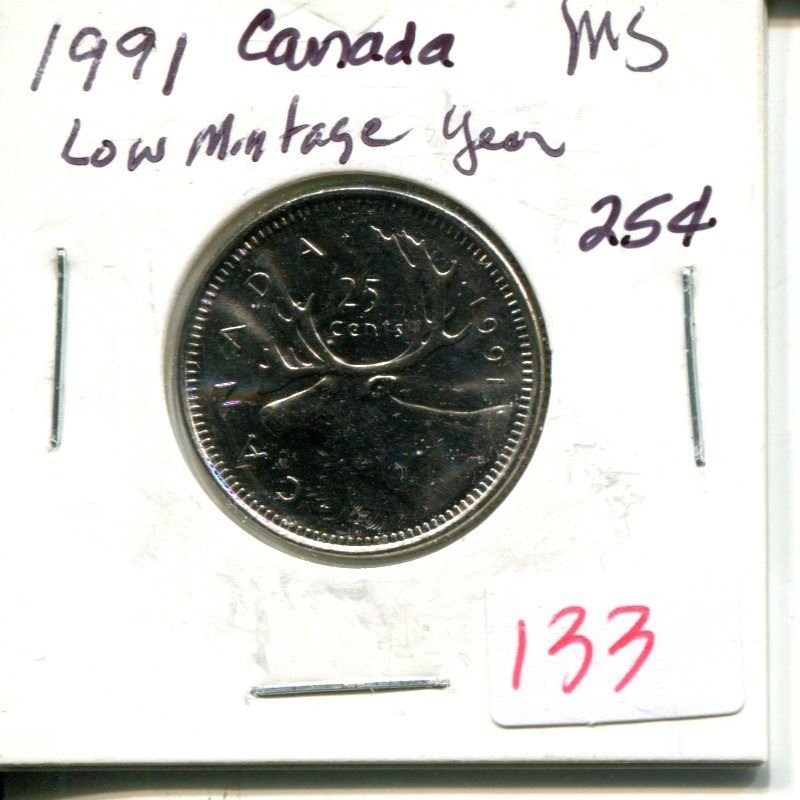 1991 Canada MS
Low Mintage Year
25¢
CANADA
25
cents
1991
133